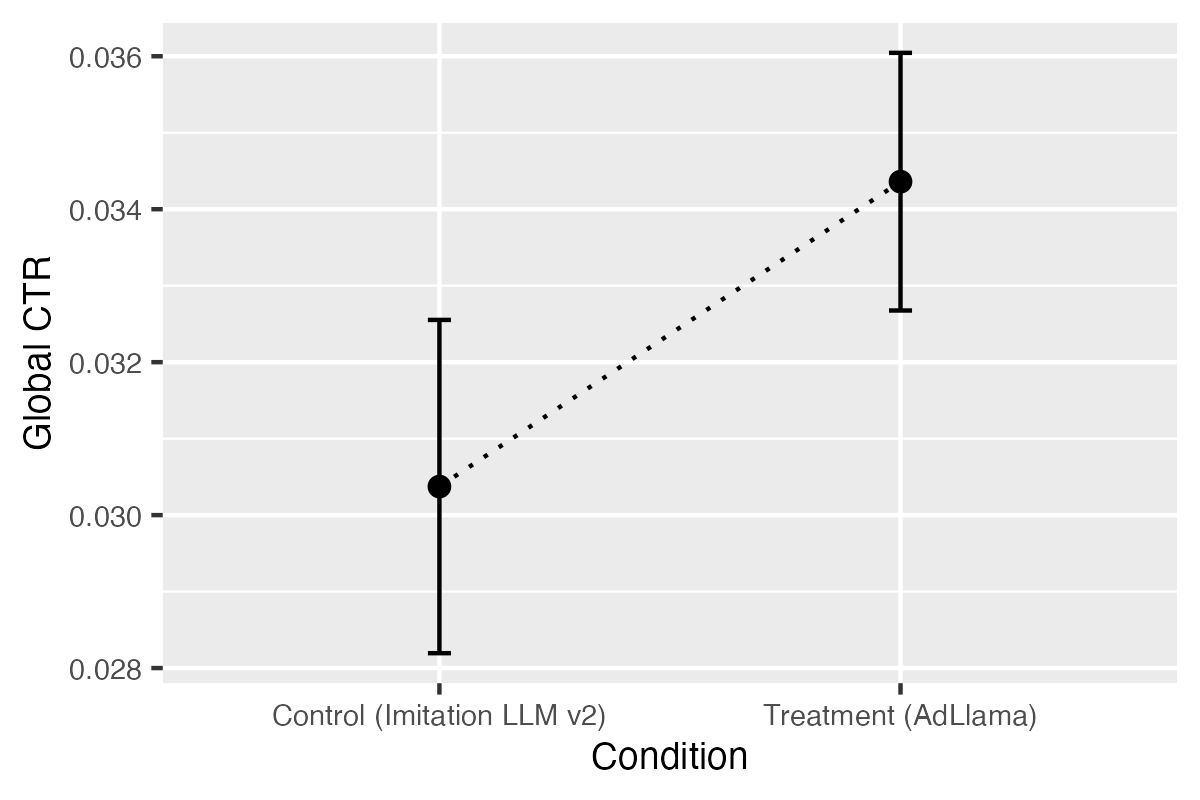 Global CTR
0.036
0.034
0.032
0.030
0.028
Control (Imitation LLM v2)
Treatment (AdLlama)
Condition